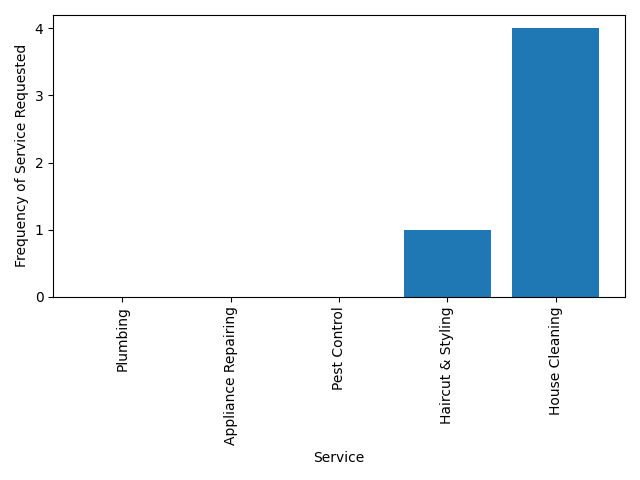 Frequency of Service Requested
4
3
2
1
0
Plumbing
Appliance Repairing
Pest Control
Haircut & Styling
House Cleaning
Service